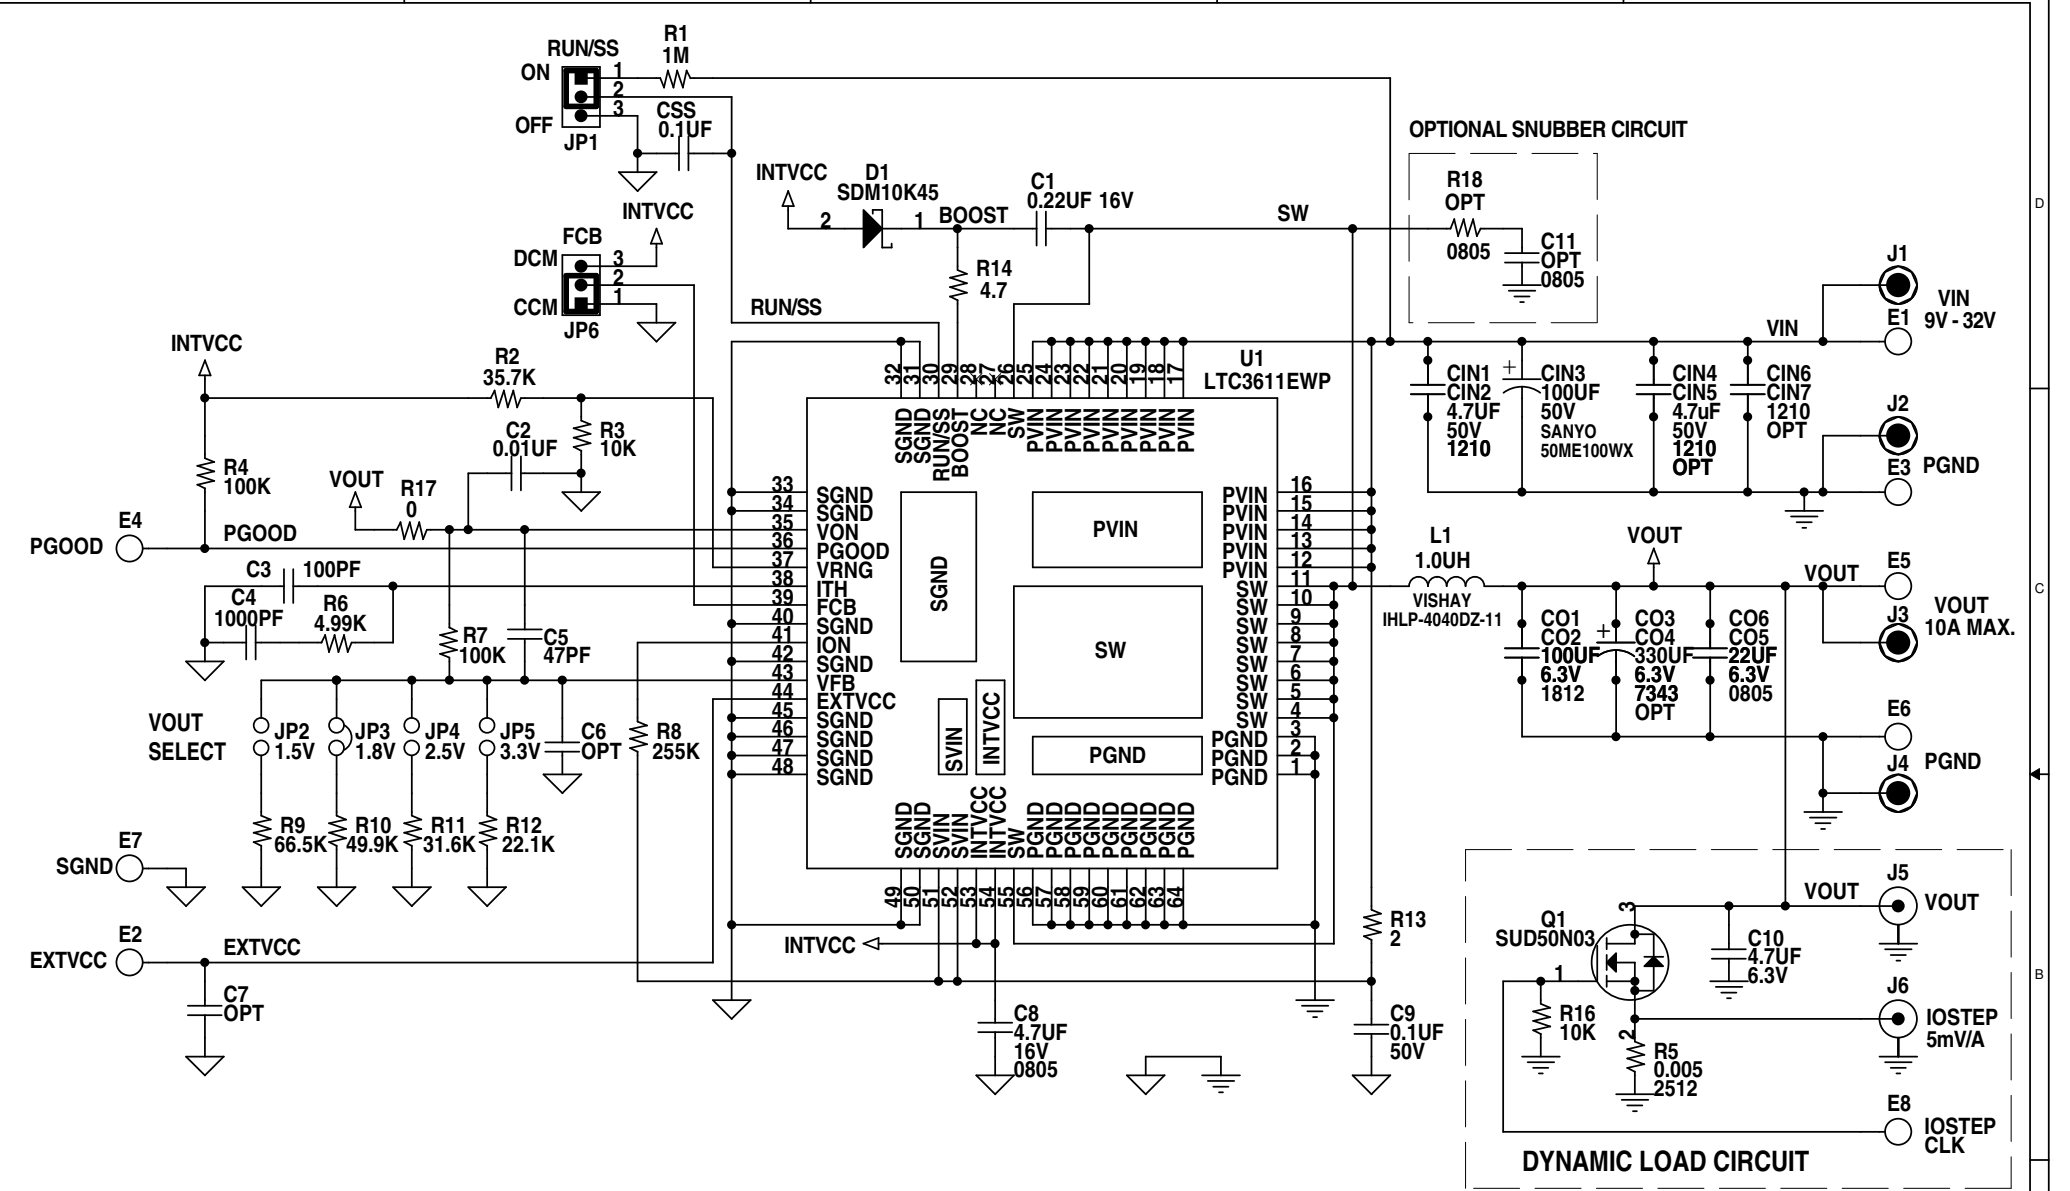 RUN/SS
ON
OFF
1
2
3
JP1
R1
1M
CSS
0.1UF
INTVCC
FCB
DCM
CCM
3
2
1
JP6
INTVCC
D1
SDM10K45
2
1
BOOST
C1
0.22UF 16V
SW
R14
4.7
RUN/SS
OPTIONAL SNUBBER CIRCUIT
R18
OPT
0805
C11
OPT
0805
J1
VIN
9V - 32V
E1
VIN
D
INTVCC
R2
35.7K
C2
0.01UF
R3
10K
R4
100K
VOUT
R17
0
E4
PGOOD
PGOOD
C3
100PF
C4
1000PF
R6
4.99K
R7
100K
C5
47PF
VOUT
SELECT
JP2
1.5V
JP3
1.8V
JP4
2.5V
JP5
3.3V
C6
OPT
R8
255K
R9
66.5K
R10
49.9K
R11
31.6K
R12
22.1K
E7
SGND
E2
EXTVCC
EXTVCC
C7
OPT
U1
LTC3611EWP
32
31
30
29
28
27
26
25
24
23
22
21
20
19
18
17
SGND
SGND
RUN/SS
BOOST
NC
NC
SW
PVIN
PVIN
PVIN
PVIN
PVIN
PVIN
PVIN
PVIN
PVIN
33 SGND
34 SGND
35 VON
36 PGOOD
37 VRNG
38 ITH
39 FCB
40 SGND
41 ION
42 SGND
43 VFB
44 EXTVCC
45 SGND
46 SGND
47 SGND
48 SGND
SGND
PVIN
SW
SVIN
INTVCC
PGND
PVIN 16
PVIN 15
PVIN 14
PVIN 13
PVIN 12
SW 11
SW 10
SW 9
SW 8
SW 7
SW 6
SW 5
SW 4
PGND 3
PGND 2
PGND 1
SGND
SGND
SVIN
SVIN
INTVCC
INTVCC
SW
PGND
PGND
PGND
PGND
PGND
PGND
PGND
PGND
PGND
49
50
51
52
53
54
55
56
57
58
59
60
61
62
63
64
INTVCC
C8
4.7UF
16V
0805
R13
2
C9
0.1UF
50V
CIN1
CIN2
4.7UF
50V
1210
+
CIN3
100UF
50V
SANYO
50ME100WX
CIN4
CIN5
4.7uF
50V
1210
OPT
CIN6
CIN7
1210
OPT
J2
E3
PGND
L1
1.0UH
VISHAY
IHLP-4040DZ-11
VOUT
VOUT
E5
J3
VOUT
10A MAX.
C
CO1
CO2
100UF
6.3V
1812
+
CO3
CO4
330UF
6.3V
7343
OPT
CO6
CO5
22UF
6.3V
0805
E6
J4
PGND
VOUT
J5
VOUT
Q1
SUD50N03
3
1
2
C10
4.7UF
6.3V
R16
10K
R5
0.005
2512
J6
IOSTEP
5mV/A
B
E8
IOSTEP
CLK
DYNAMIC LOAD CIRCUIT